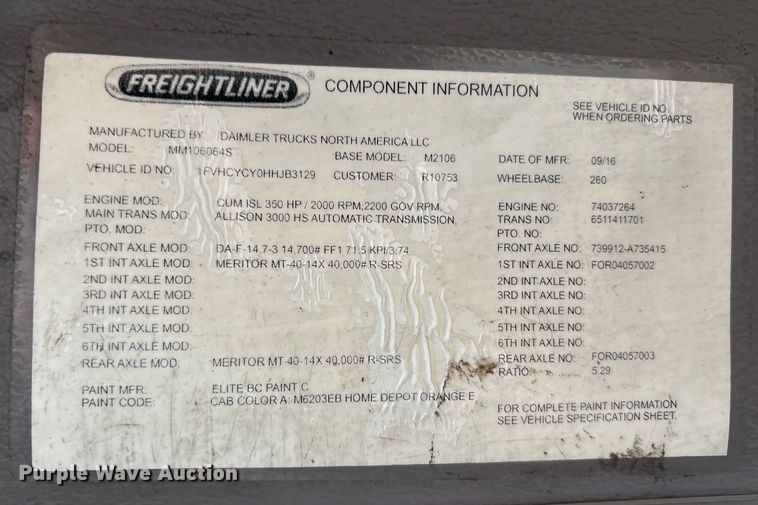 FREIGHTLINER ® COMPONENT INFORMATION
SEE VEHICLE ID NO.
WHEN ORDERING PARTS
MANUFACTURED BY: DAIMLER TRUCKS NORTH AMERICA LLC
MODEL: MM106064S BASE MODEL: M2106 DATE OF MFR: 09/16
VEHICLE ID NO: 1FVHCYCY0HHJB3129 CUSTOMER: R10753 WHEELBASE: 260
ENGINE MOD: CUM ISL 350 HP / 2000 RPM,2200 GOV RPM, ENGINE NO: 74037264
MAIN TRANS MOD: ALLISON 3000 HS AUTOMATIC TRANSMISSION, TRANS NO: 6511411701
PTO. MOD: PTO. NO:
FRONT AXLE MOD: DA-F-14.7-3 14,700# FF1 71.5 KPI/3.74 FRONT AXLE NO: 739912-A735415
1ST INT AXLE MOD: MERITOR MT-40-14X 40,000# R-SRS 1ST INT AXLE NO: FOR04057002
2ND INT AXLE MOD: 2ND INT AXLE NO:
3RD INT AXLE MOD: 3RD INT AXLE NO:
4TH INT AXLE MOD: 4TH INT AXLE NO:
5TH INT AXLE MOD: 5TH INT AXLE NO:
6TH INT AXLE MOD: 6TH INT AXLE NO:
REAR AXLE MOD: MERITOR MT-40-14X 40,000# R-SRS REAR AXLE NO: FOR04057003
RATIO: 5.29
PAINT MFR: ELITE BC PAINT C
PAINT CODE: CAB COLOR A: M6203EB HOME DEPOT ORANGE E
FOR COMPLETE PAINT INFORMATION
SEE VEHICLE SPECIFICATION SHEET.
Purple Wave Auction